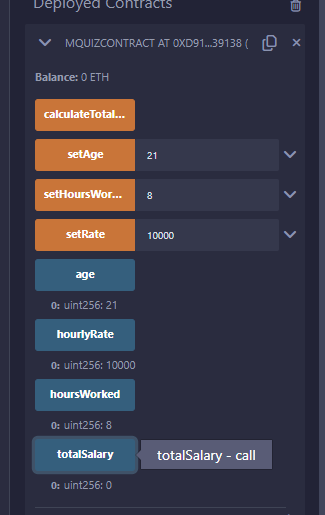 Deployed Contracts
MQUIZCONTRACT AT 0XD91...39138 (
Balance: 0 ETH
calculateTotal...
setAge 21
setHoursWor... 8
setRate 10000
age
0: uint256: 21
hourlyRate
0: uint256: 10000
hoursWorked
0: uint256: 8
totalSalary totalSalary - call
0: uint256: 0